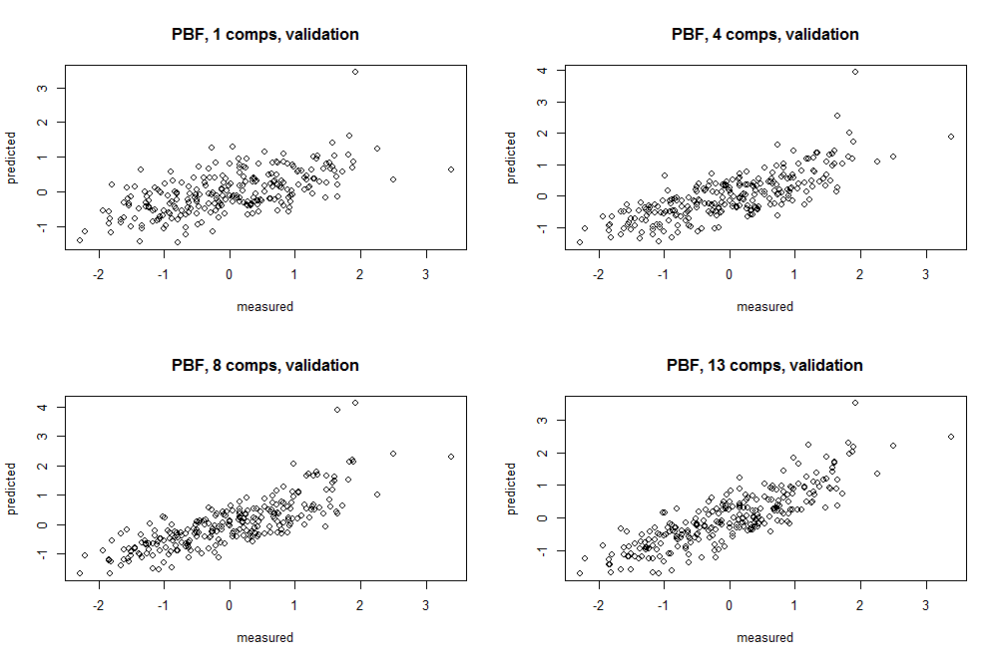 PBF, 1 comps, validation
predicted
3
2
1
0
-1
-2 -1 0 1 2 3
measured
PBF, 4 comps, validation
predicted
4
3
2
1
0
-1
-2 -1 0 1 2 3
measured
PBF, 8 comps, validation
predicted
4
3
2
1
0
-1
-2 -1 0 1 2 3
measured
PBF, 13 comps, validation
predicted
3
2
1
0
-1
-2 -1 0 1 2 3
measured